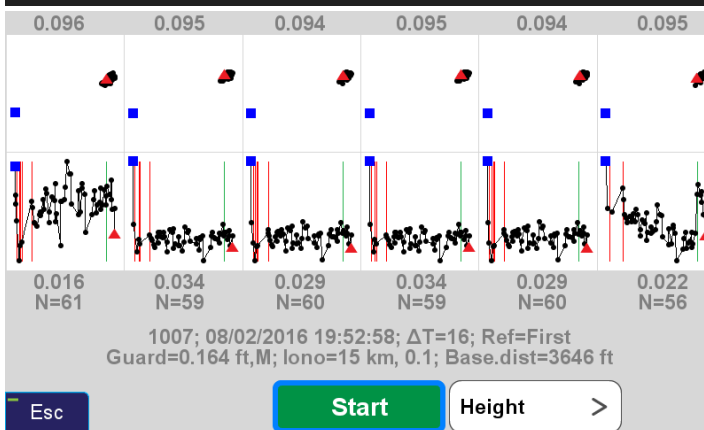 0.096 0.095 0.094 0.095 0.094 0.095
0.016 0.034 0.029 0.034 0.029 0.022
N=61 N=59 N=60 N=59 N=60 N=56
1007; 08/02/2016 19:52:58; ΔT=16; Ref=First
Guard=0.164 ft,M; Iono=15 km, 0.1; Base.dist=3646 ft
Esc Start Height >